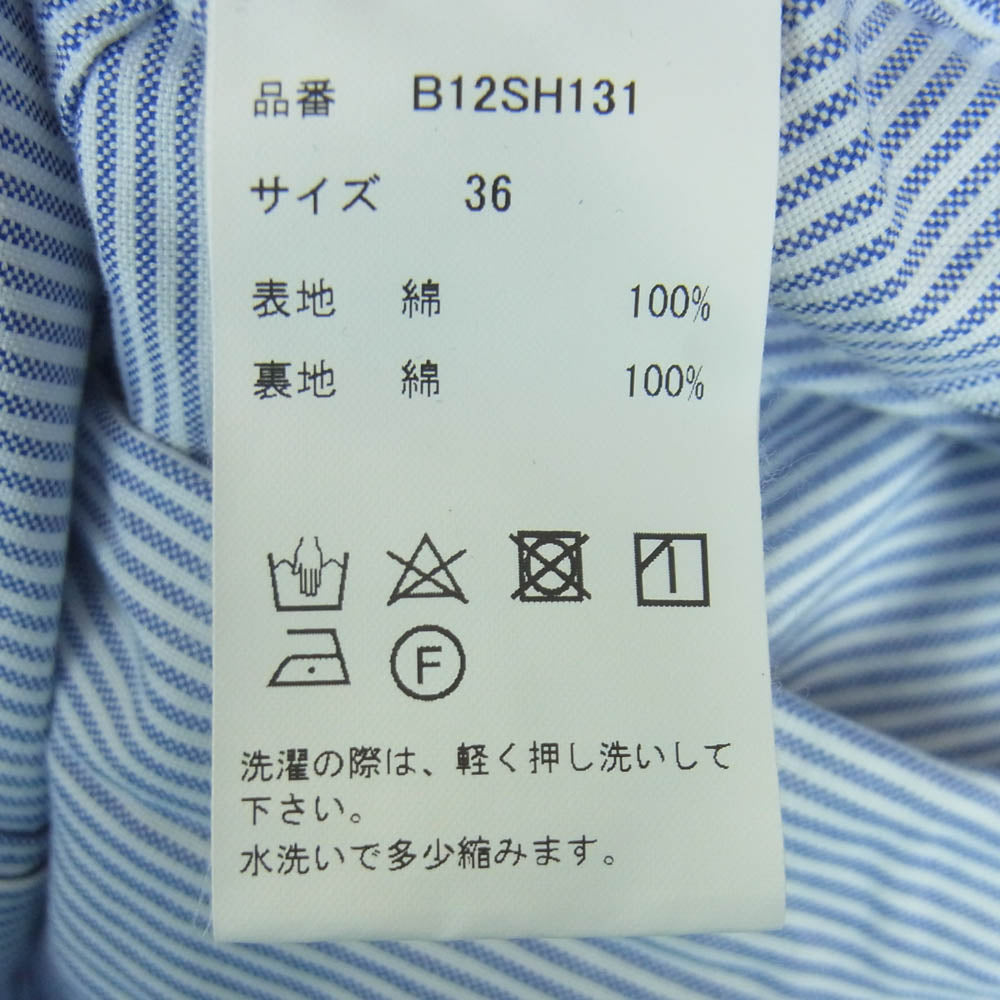 品番 B12SH131
サイズ 36
表地 綿 100%
裏地 綿 100%
F
洗濯の際は、軽く押し洗いして
下さい。
水洗いで多少縮みます。